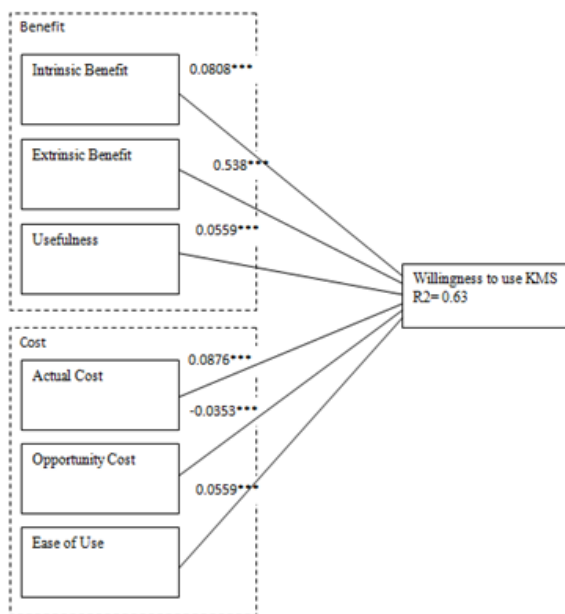 Benefit
Intrinsic Benefit
0.0808***
Extrinsic Benefit
0.538***
Usefulness
0.0559***
Willingness to use KMS
R2= 0.63
Cost
Actual Cost
0.0876***
-0.0353***
Opportunity Cost
0.0559***
Ease of Use